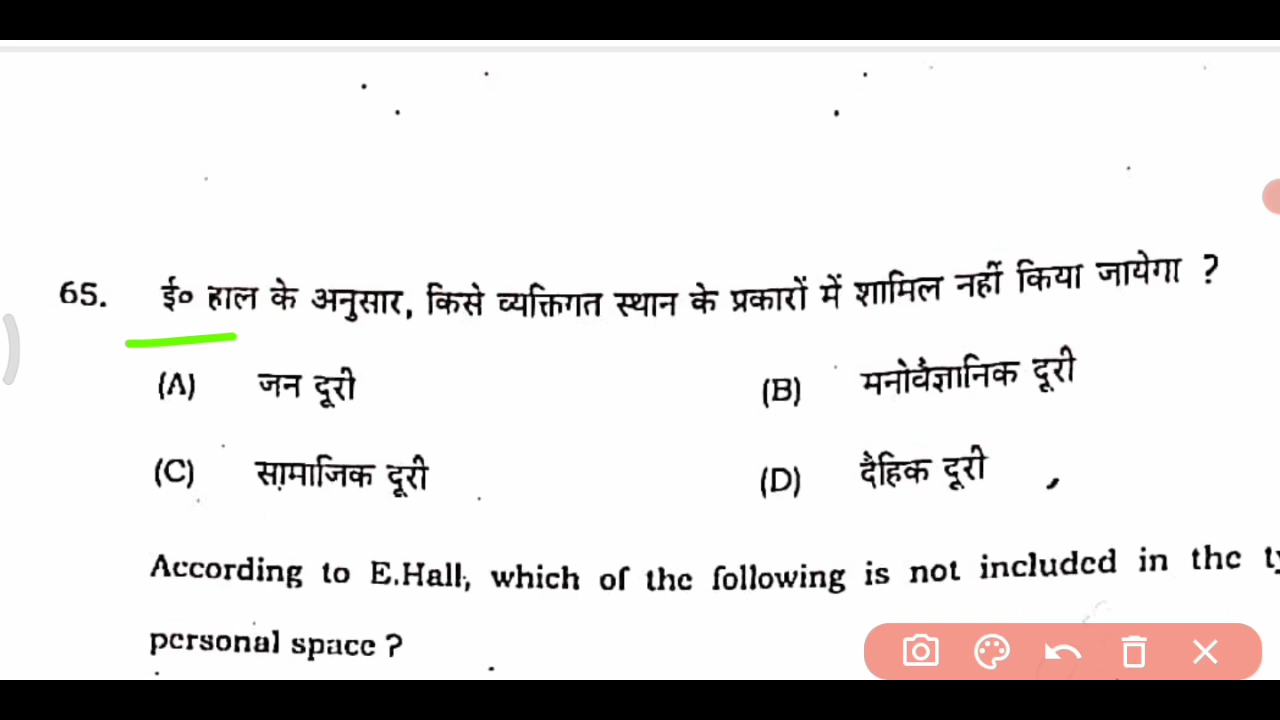 65. ई० हाल के अनुसार, किसे व्यक्तिगत स्थान के प्रकारों में शामिल नहीं किया जायेगा ?
(A) जन दूरी (B) मनोवैज्ञानिक दूरी
(C) सामाजिक दूरी (D) दैहिक दूरी
According to E.Hall, which of the following is not included in the
personal space ?